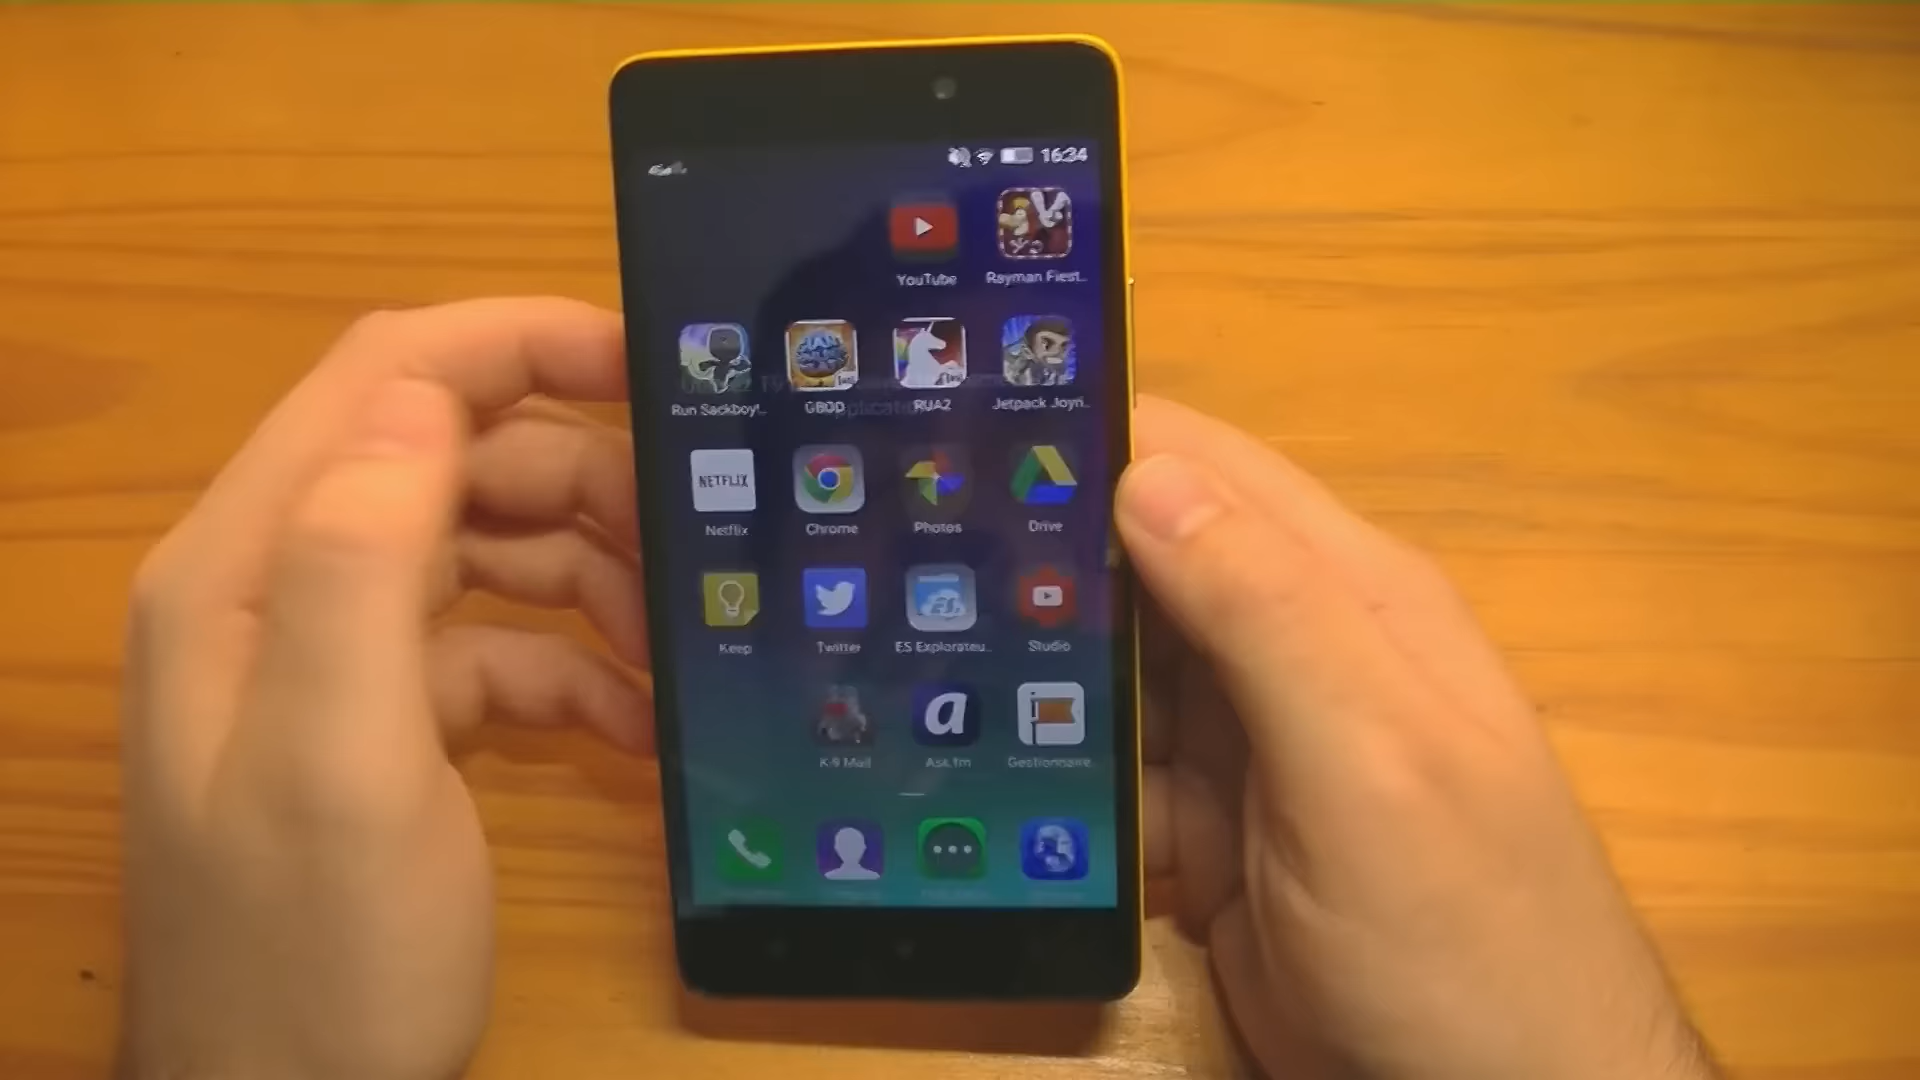 16:34
YouTube
Rayman Fiest..
Run Sackboy!..
GBOD
RUA2
Jetpack Joyri..
NETFLIX
Netflix
Chrome
Photos
Drive
Keep
Twitter
ES Explorateu..
Studio
K-9 Mail
a
Ask.fm
Gestionnaire